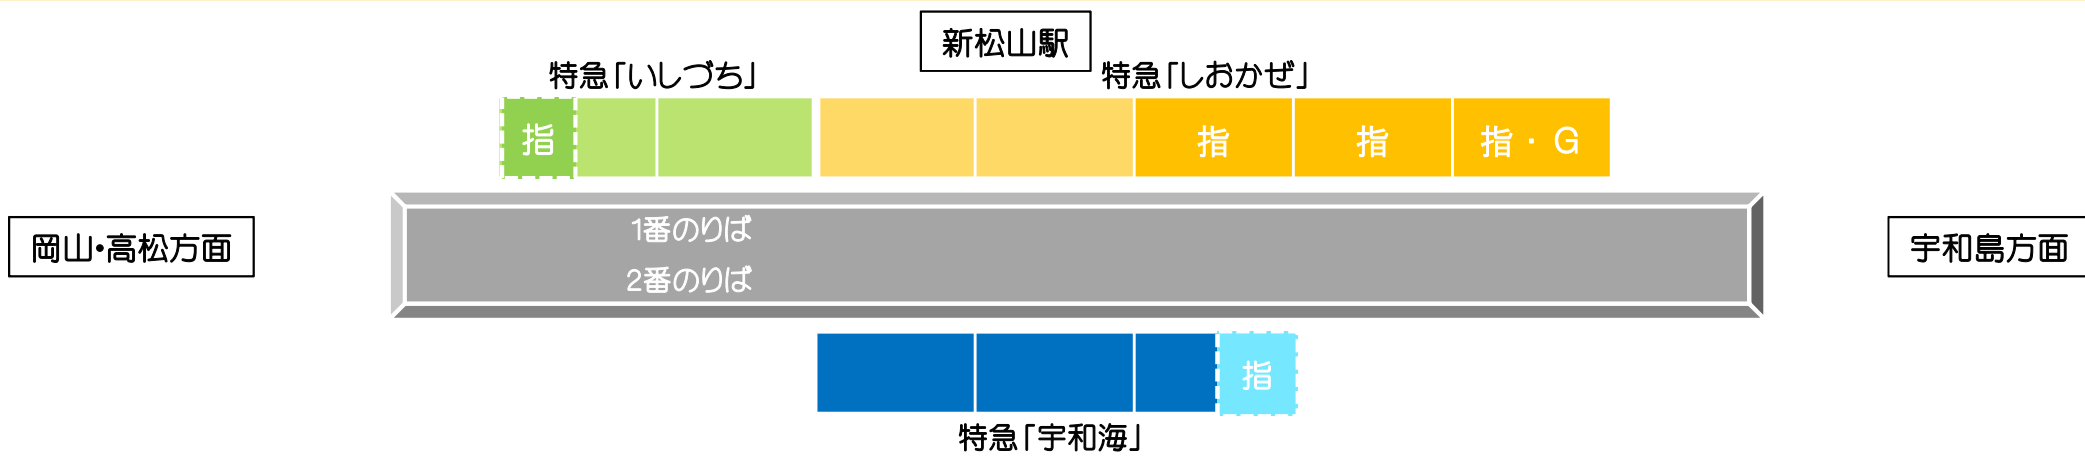 新松山駅
特急「いしづち」
特急「しおかぜ」
指
指
指
指・G
岡山・高松方面
1番のりば
2番のりば
宇和島方面
指
特急「宇和海」